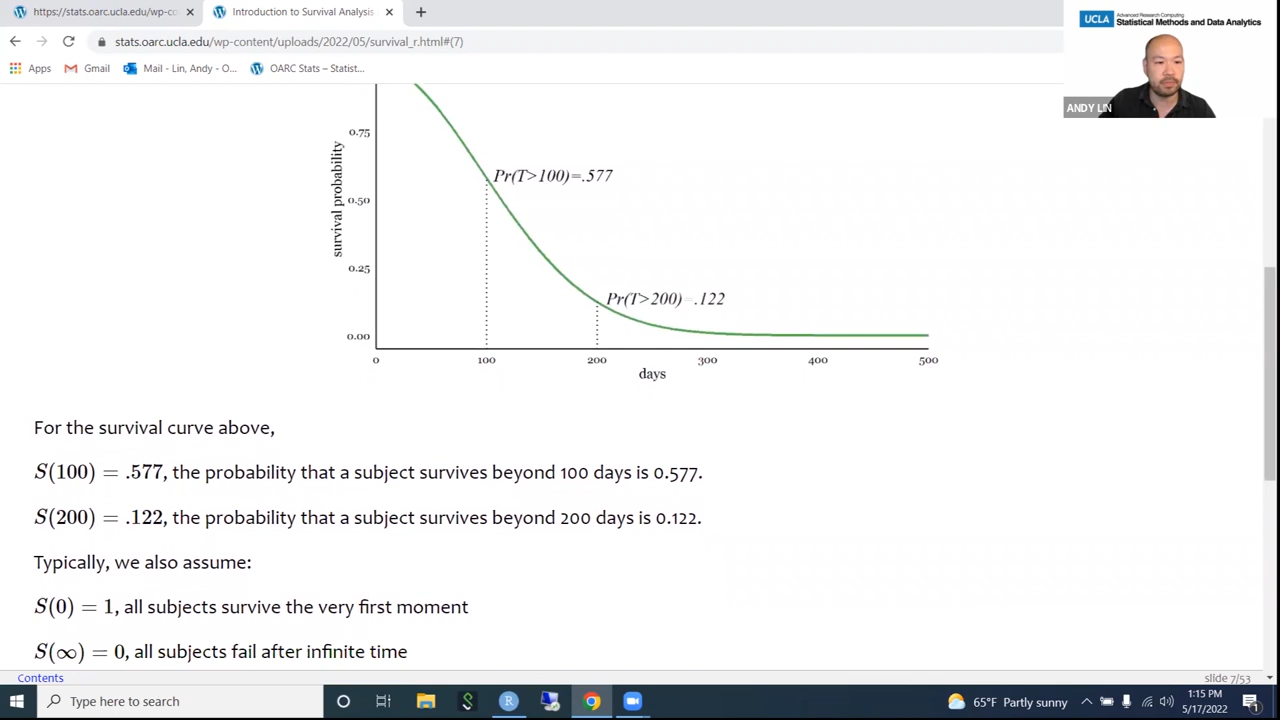 https://stats.oarc.ucla.edu/wp-co
Introduction to Survival Analysis
stats.oarc.ucla.edu/wp-content/uploads/2022/05/survival_r.html#(7)
Apps
Gmail
Mail - Lin, Andy - O...
OARC Stats – Statist...
UCLA
Advanced Research Computing
Statistical Methods and Data Analytics
ANDY LIN
survival probability
0.75
0.50
0.25
0.00
Pr(T>100)=.577
Pr(T>200)=.122
0 100 200 300 400 500
days
For the survival curve above,
S(100) = .577, the probability that a subject survives beyond 100 days is 0.577.
S(200) = .122, the probability that a subject survives beyond 200 days is 0.122.
Typically, we also assume:
S(0) = 1, all subjects survive the very first moment
S(∞) = 0, all subjects fail after infinite time
Contents
slide 7/53
Type here to search
65°F Partly sunny
1:15 PM
5/17/2022